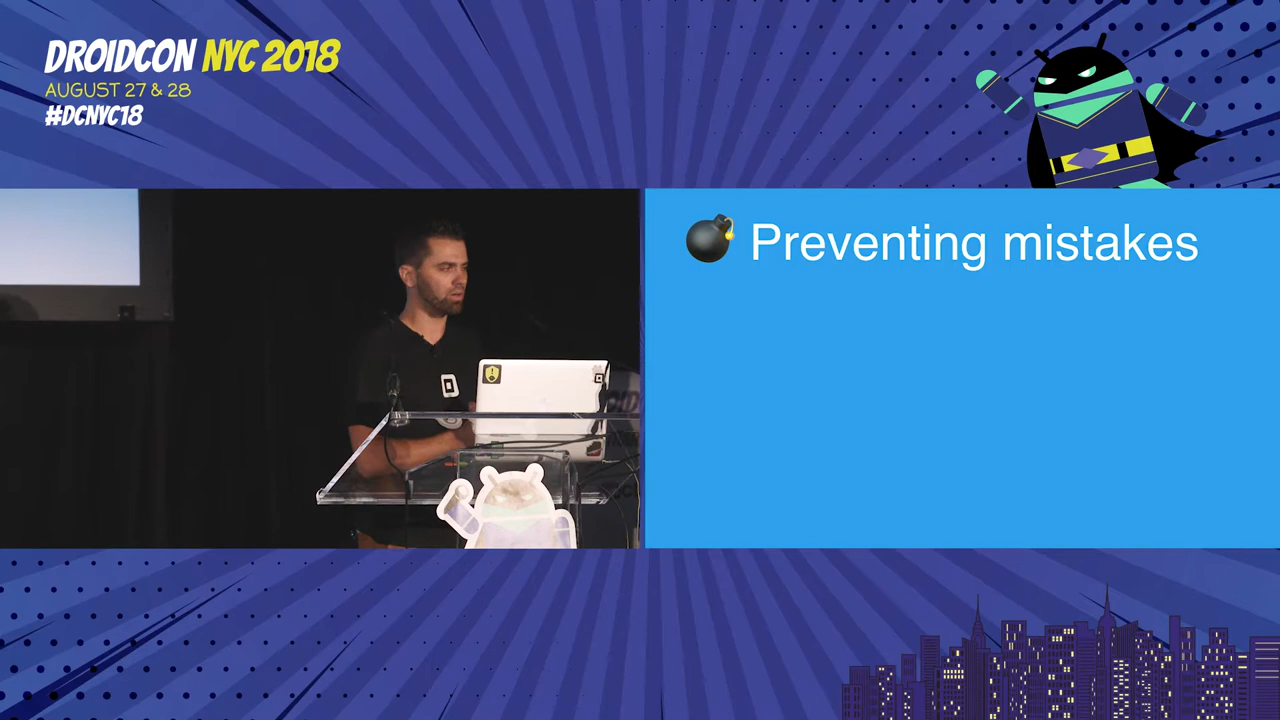 DROIDCON NYC 2018
AUGUST 27 & 28
#DCNYC18
💣 Preventing mistakes